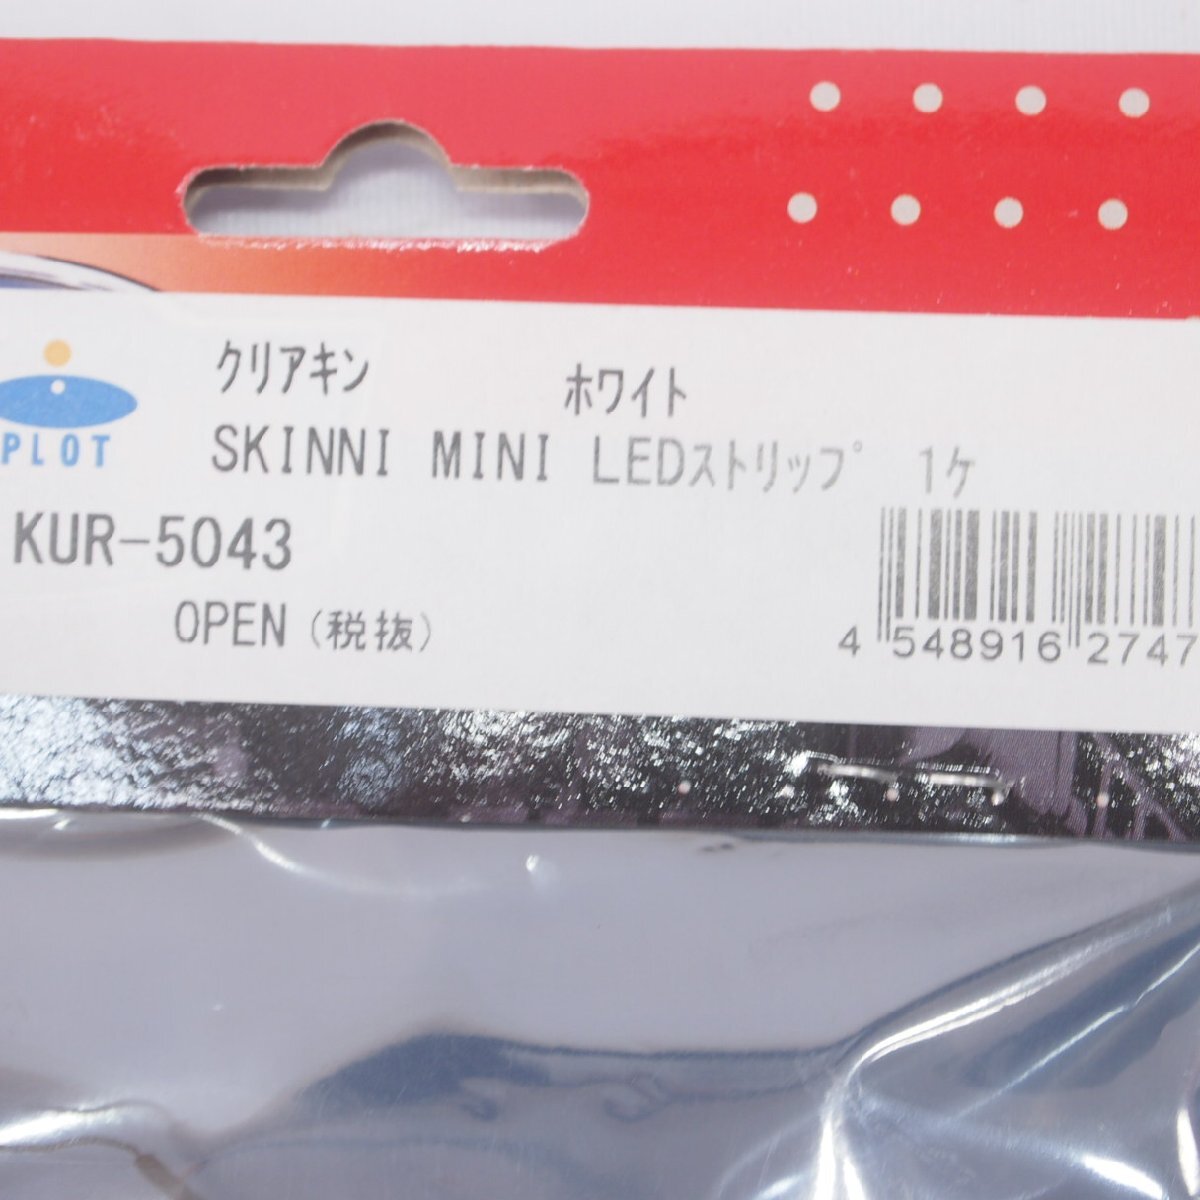 クリアキン ホワイト
PLOT
SKINNI MINI LEDストリップ 1ケ
KUR-5043
OPEN (税抜)
4 548916 2747